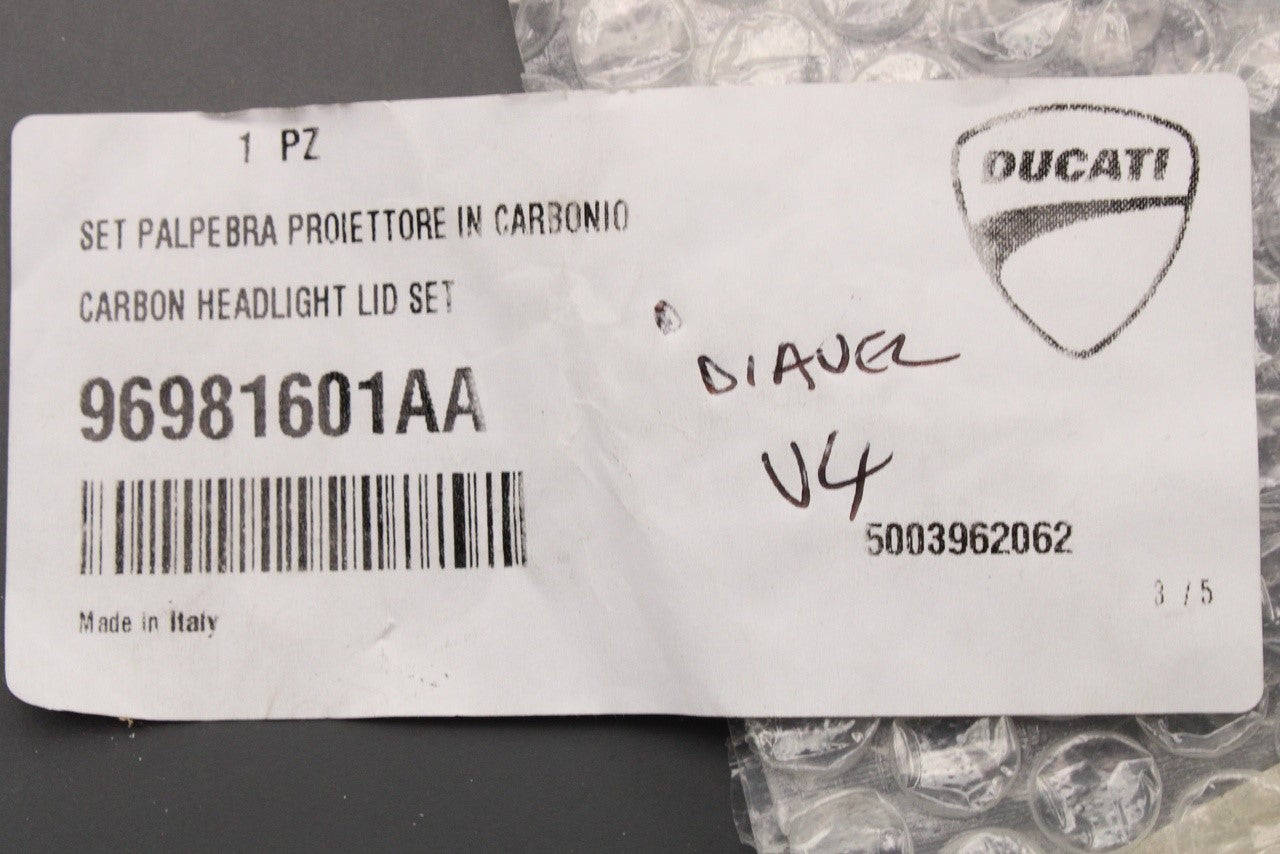 1 PZ
DUCATI
SET PALPEBRA PROIETTORE IN CARBONIO
CARBON HEADLIGHT LID SET
96981601AA
DIAVEL
V4
5003962062
3 / 5
Made in Italy